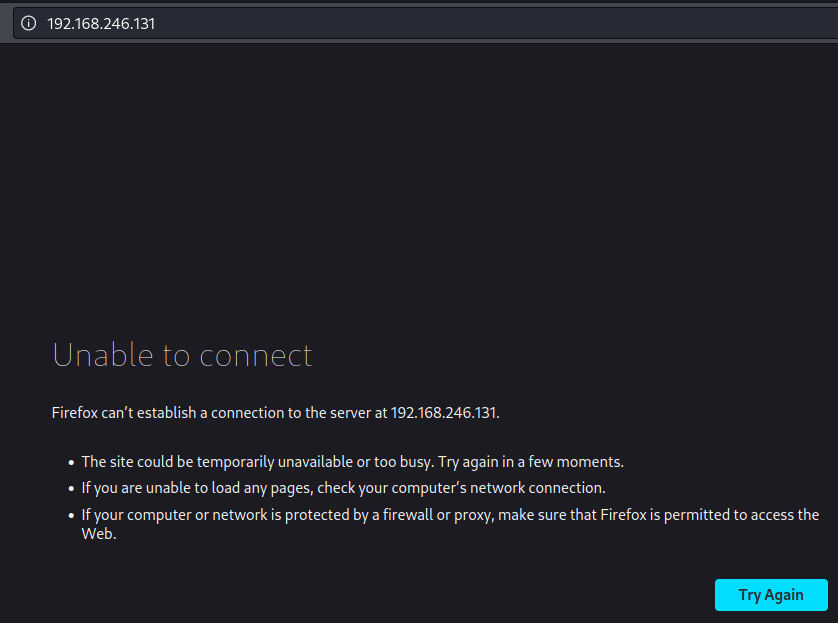 192.168.246.131
Unable to connect
Firefox can’t establish a connection to the server at 192.168.246.131.
• The site could be temporarily unavailable or too busy. Try again in a few moments.
• If you are unable to load any pages, check your computer’s network connection.
• If your computer or network is protected by a firewall or proxy, make sure that Firefox is permitted to access the
Web.
Try Again